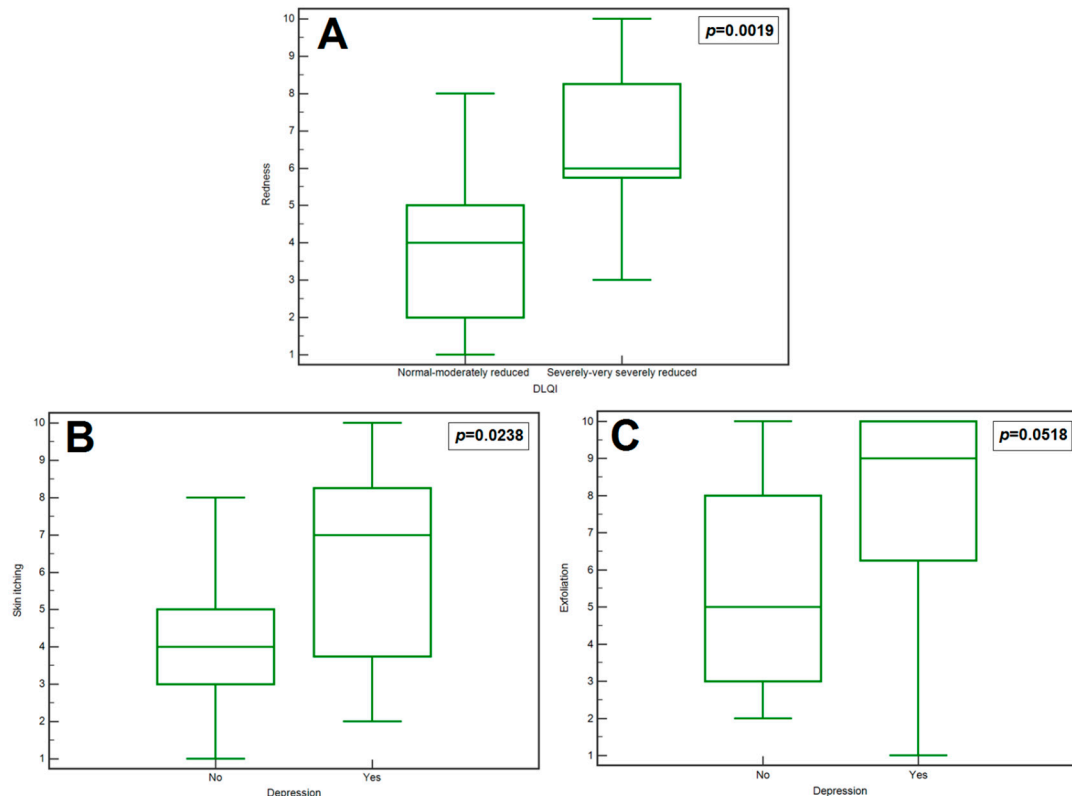 A
p=0.0019
10
9
8
7
6
5
4
3
2
1
Redness
Normal-moderately reduced Severely-very severely reduced
DLQI
B
p=0.0238
10
9
8
7
6
5
4
3
2
1
Skin itching
No Yes
Depression
C
p=0.0518
10
9
8
7
6
5
4
3
2
1
Exfoliation
No Yes
Depression